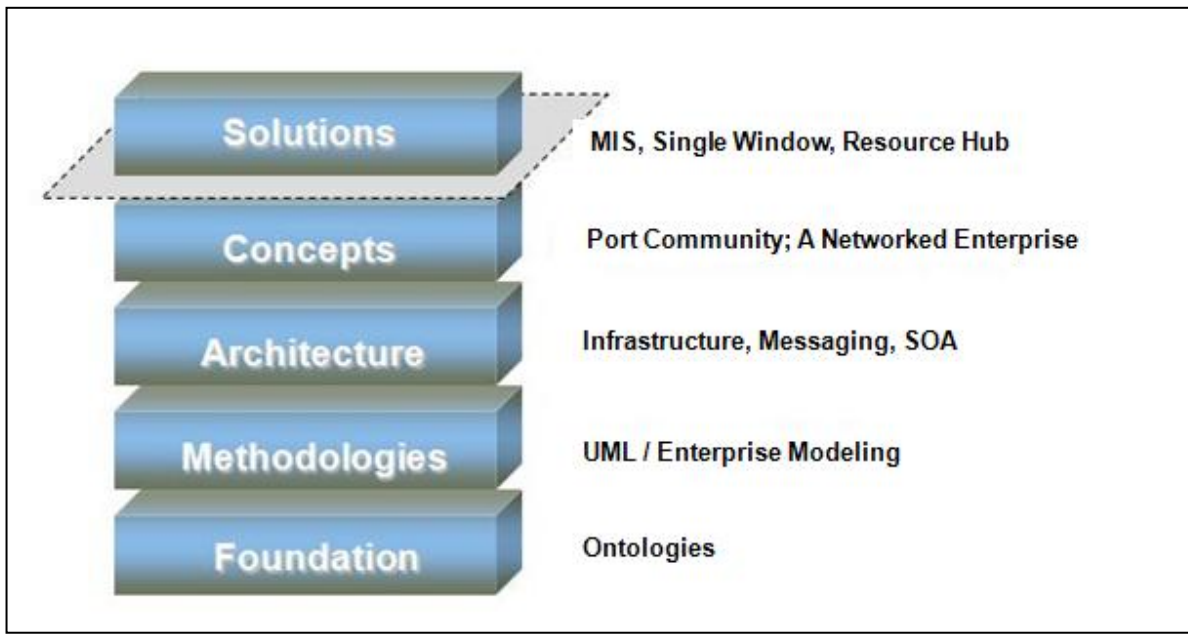 Solutions
MIS, Single Window, Resource Hub
Concepts
Port Community; A Networked Enterprise
Architecture
Infrastructure, Messaging, SOA
Methodologies
UML / Enterprise Modeling
Foundation
Ontologies